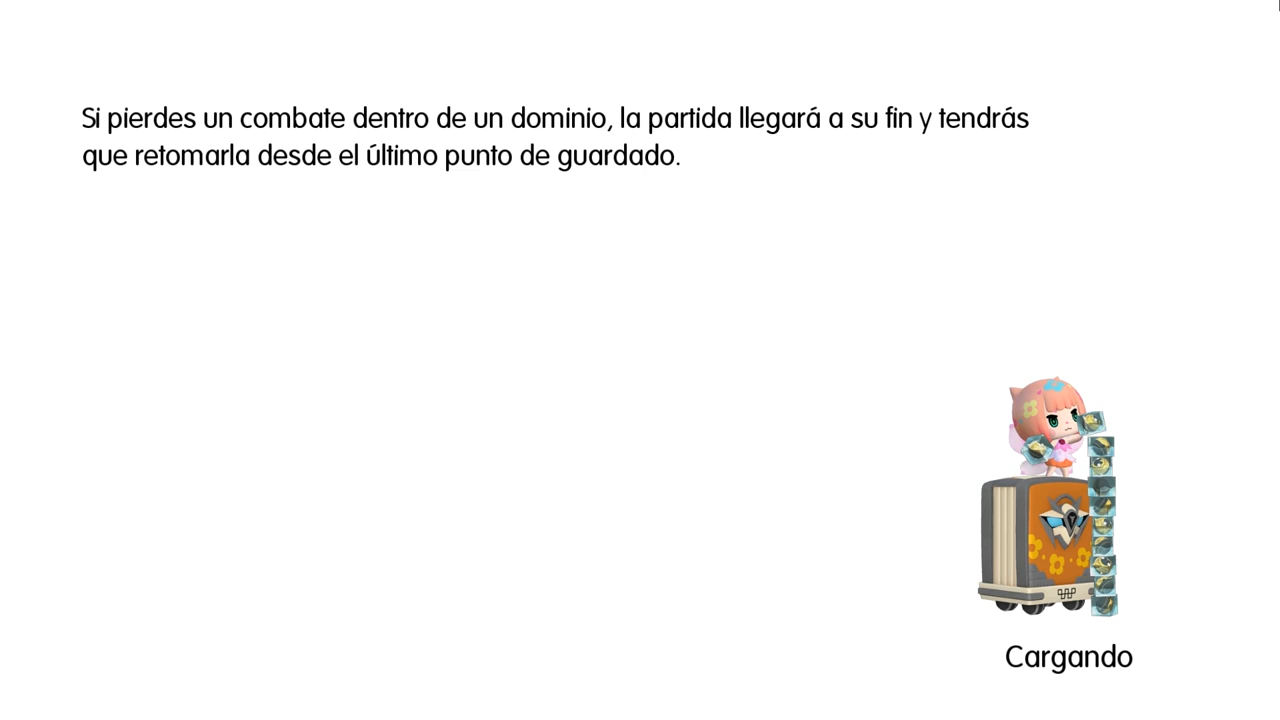 Si pierdes un combate dentro de un dominio, la partida llegará a su fin y tendrás
que retomarla desde el último punto de guardado.
Cargando